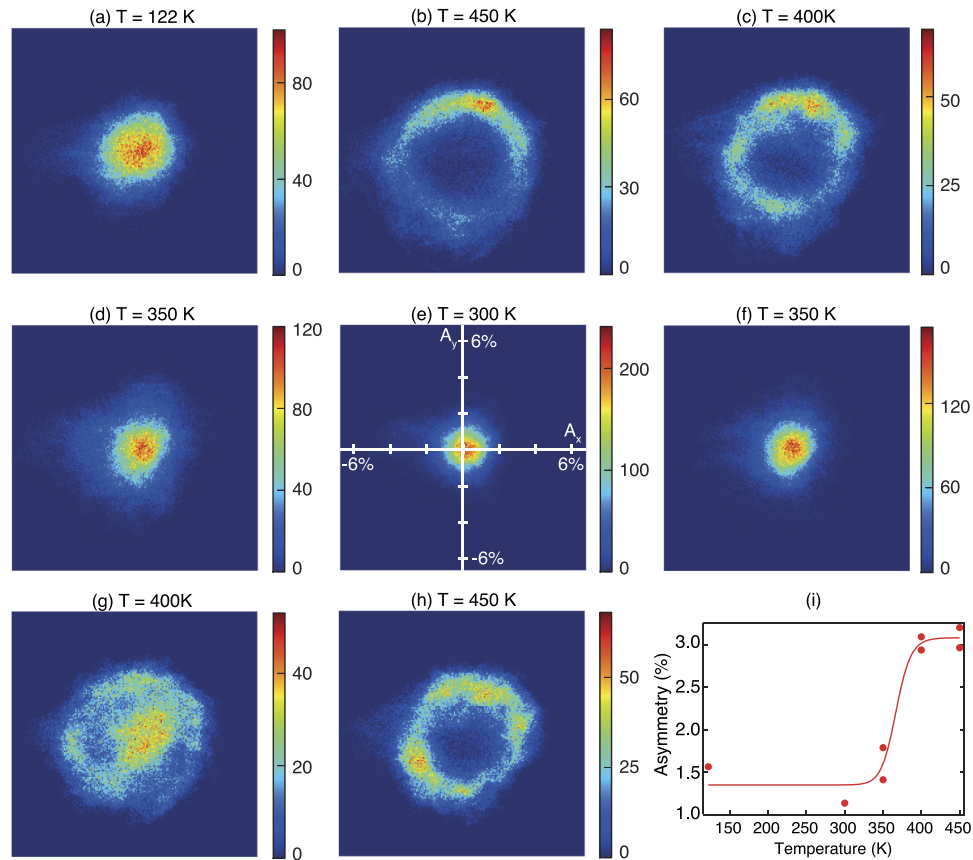 (a) T = 122 K
(b) T = 450 K
(c) T = 400K
80
40
0
60
30
0
50
25
0
(d) T = 350 K
(e) T = 300 K
(f) T = 350 K
120
80
40
0
Ay
6%
Ax
-6%
6%
-6%
200
100
0
120
60
0
(g) T = 400K
(h) T = 450 K
(i)
40
20
0
50
25
0
Asymmetry (%)
3.0
2.5
2.0
1.5
1.0
150 200 250 300 350 400 450
Temperature (K)